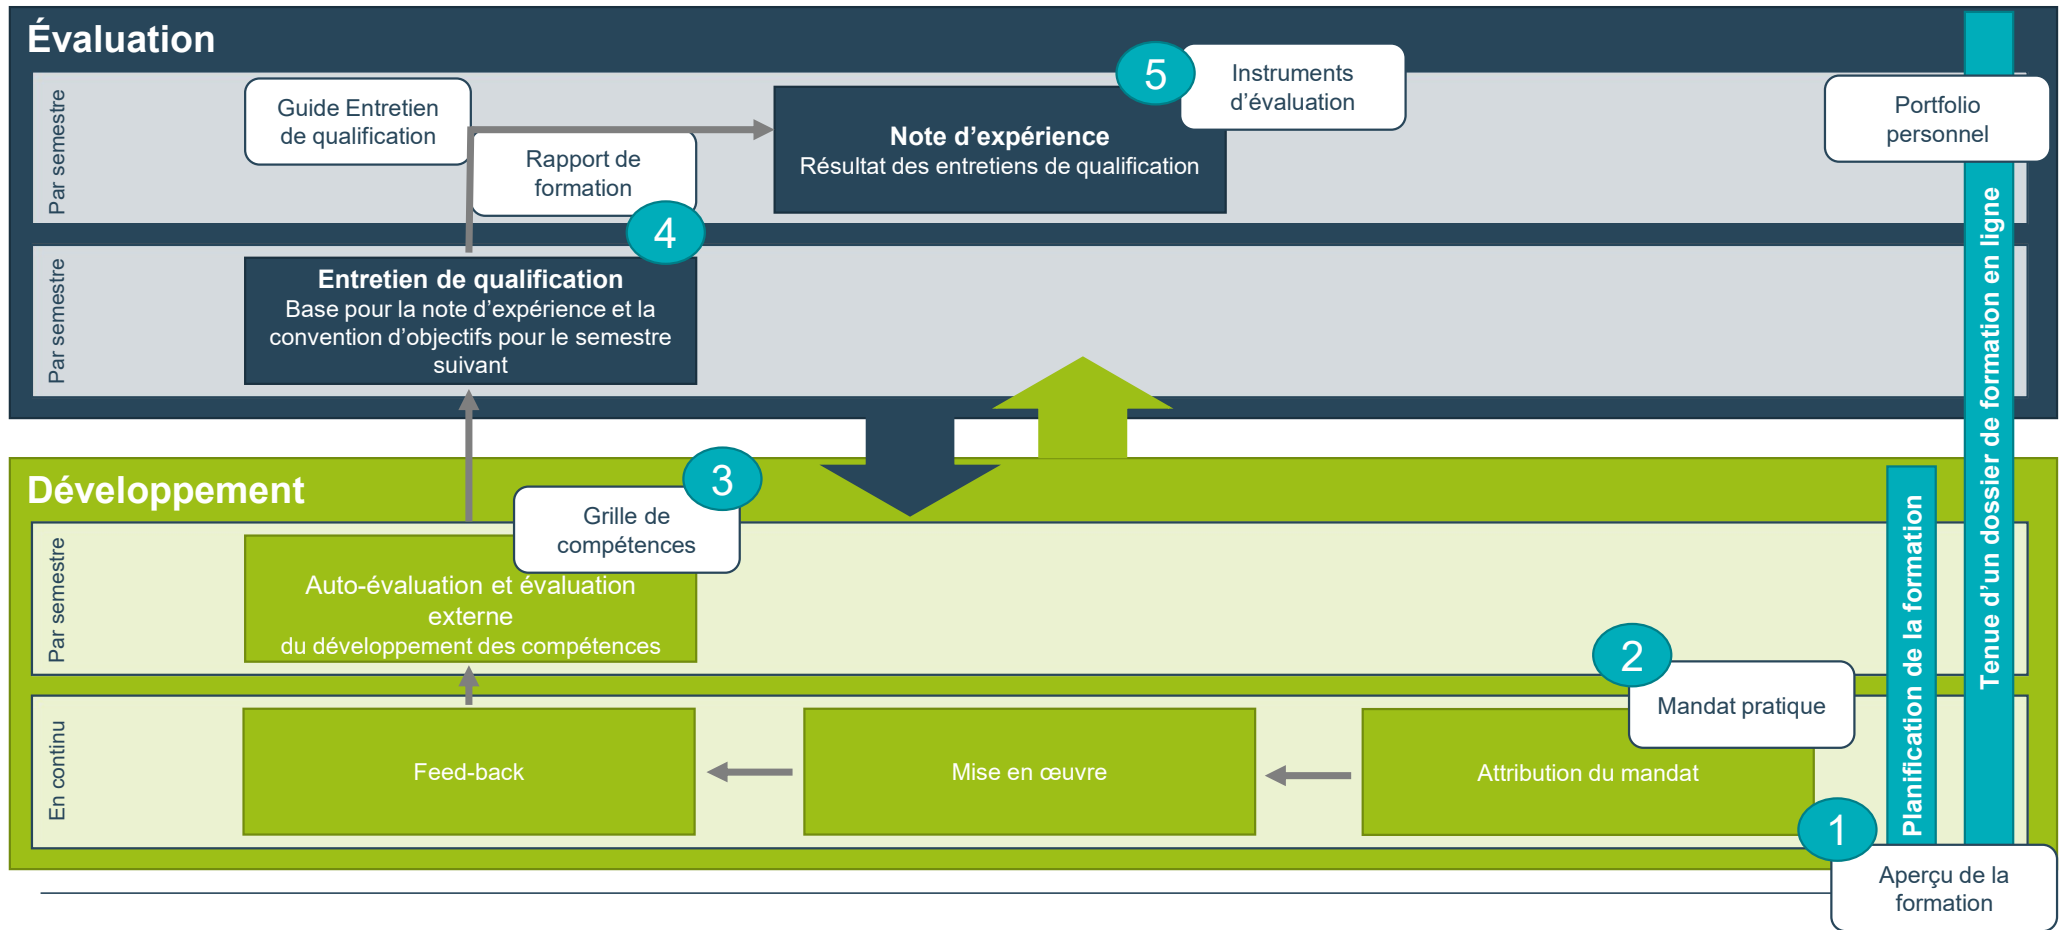 Évaluation
Par semestre
Guide Entretien
de qualification
Rapport de
formation
4
Note d’expérience
Résultat des entretiens de qualification
5
Instruments
d’évaluation
Portfolio
personnel
Par semestre
Entretien de qualification
Base pour la note d’expérience et la
convention d’objectifs pour le semestre
suivant
Tenue d’un dossier de formation en ligne
Développement
Par semestre
3
Grille de
compétences
Auto-évaluation et évaluation
externe
du développement des compétences
Planification de la formation
En continu
Feed-back
Mise en œuvre
Attribution du mandat
2
Mandat pratique
1
Aperçu de la
formation